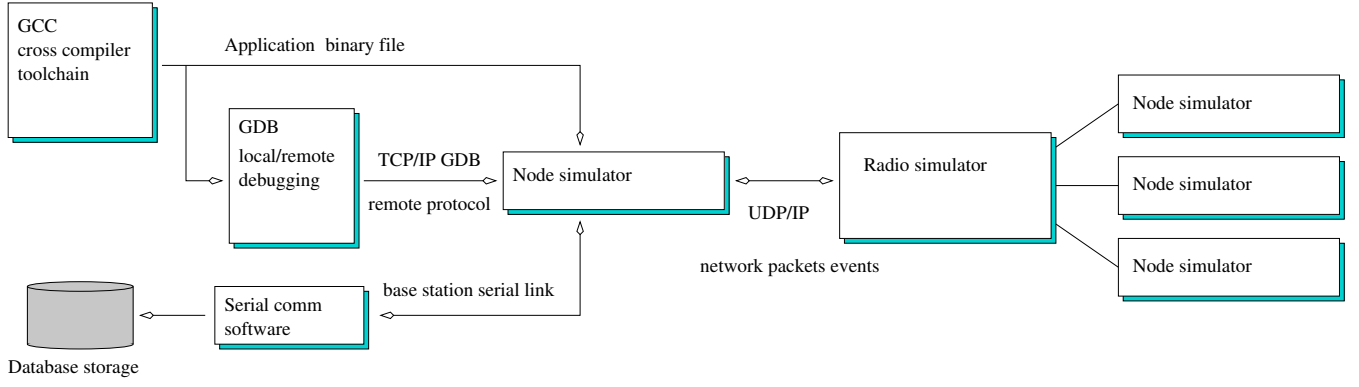 GCC
cross compiler
toolchain
Application binary file
GDB
local/remote
debugging
TCP/IP GDB
remote protocol
Node simulator
UDP/IP
network packets events
Radio simulator
Node simulator
Node simulator
Node simulator
base station serial link
Serial comm
software
Database storage